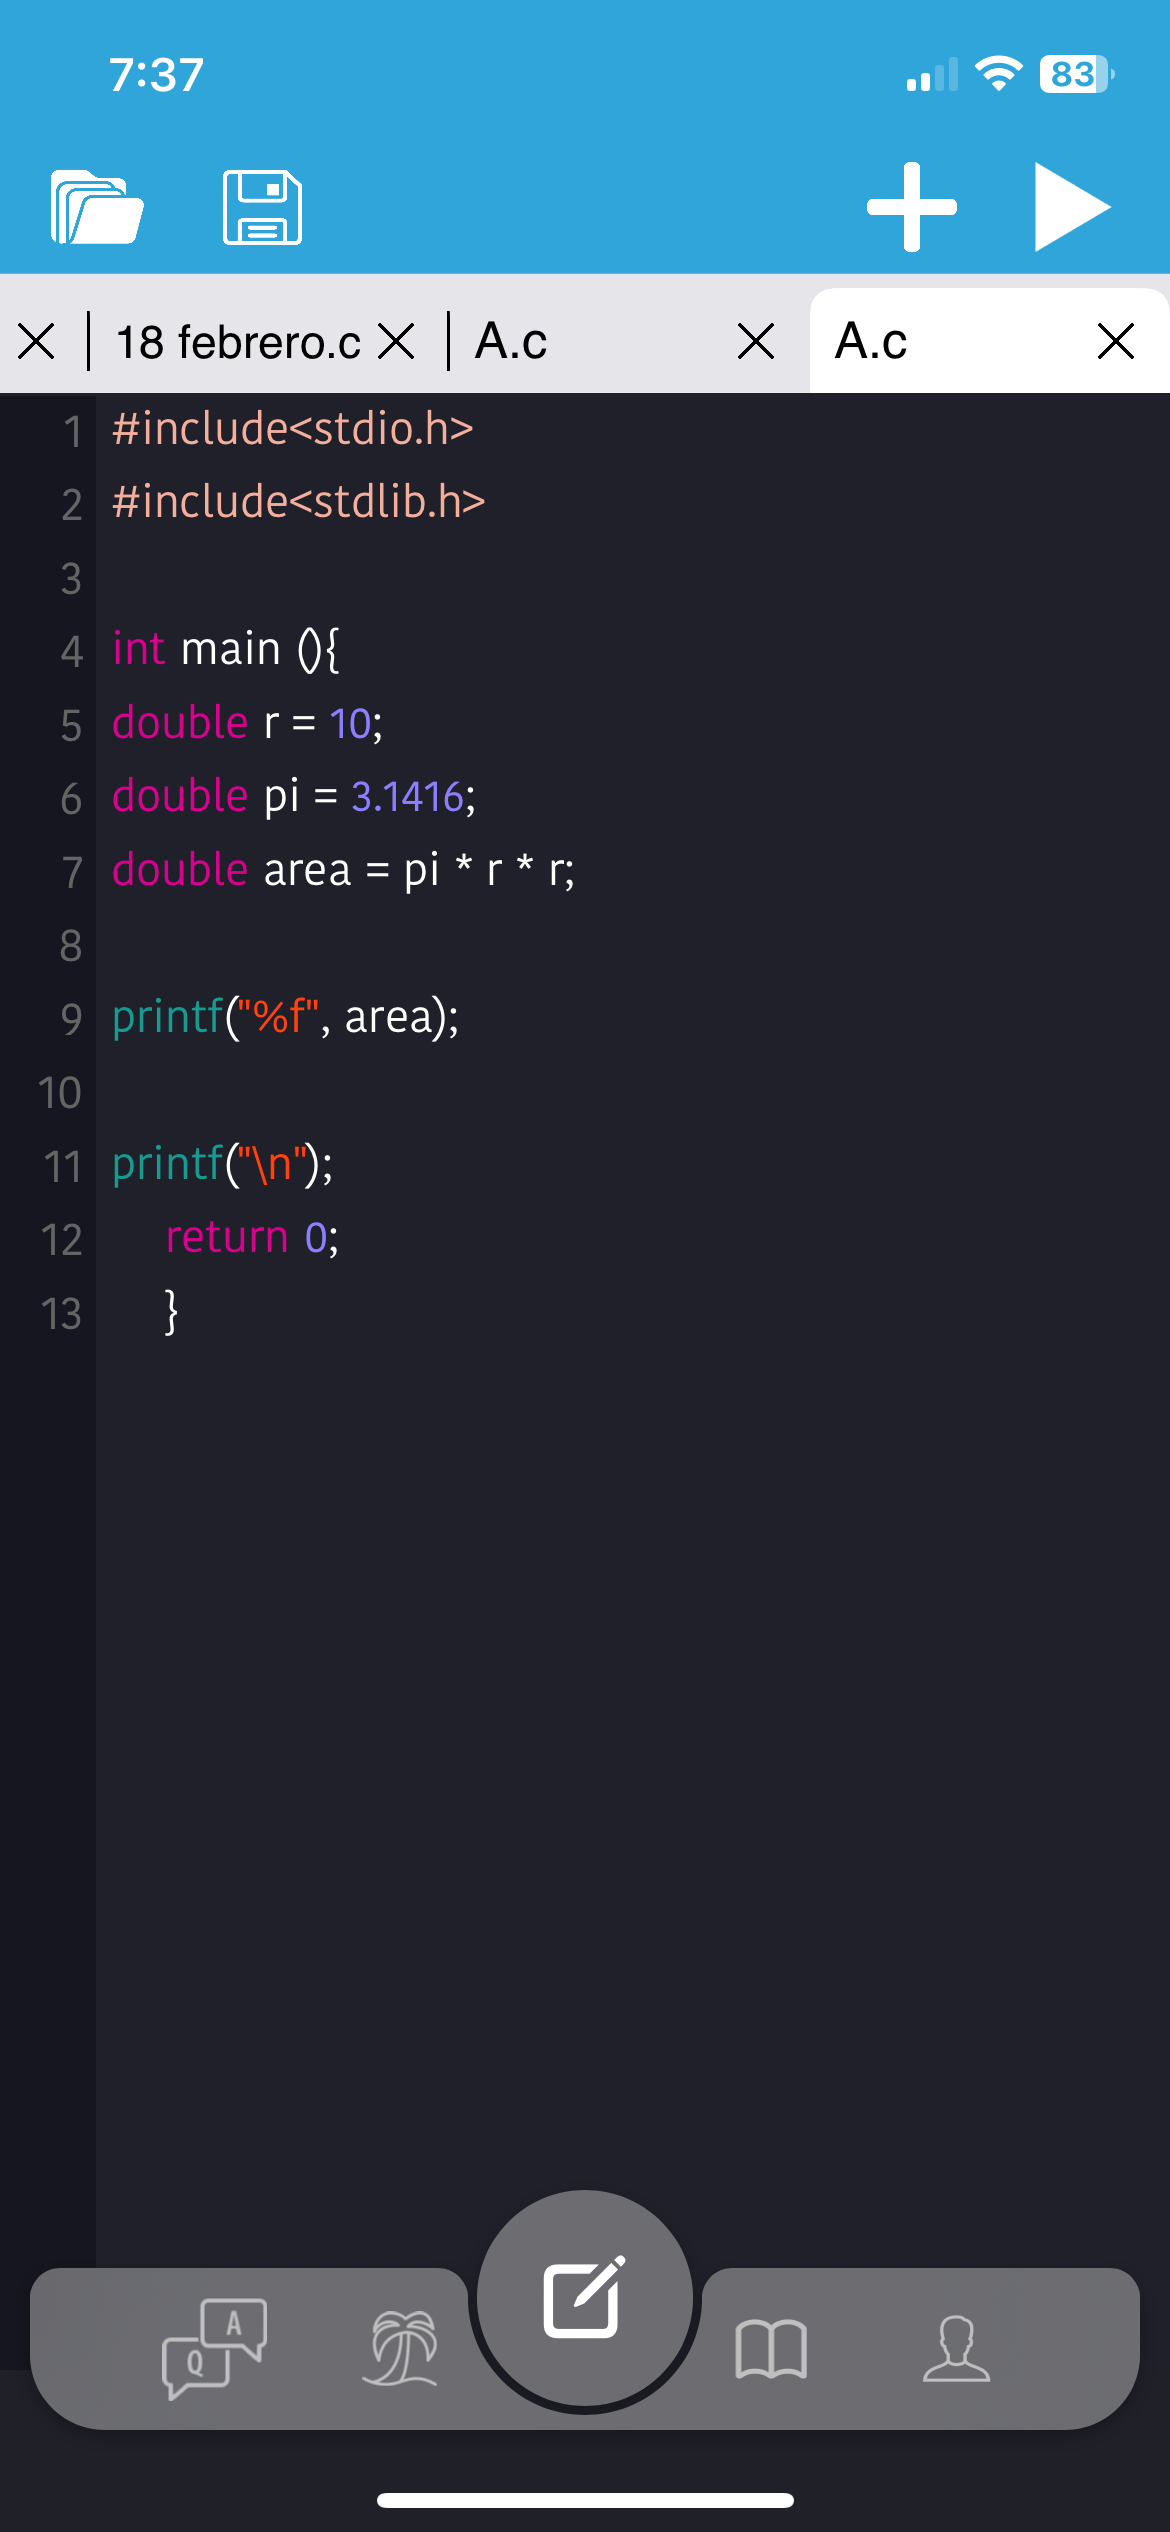 7:37
83
18 febrero.c
A.c
A.c
1 #include<stdio.h>
2 #include<stdlib.h>
3
4 int main (){
5 double r = 10;
6 double pi = 3.1416;
7 double area = pi * r * r;
8
9 printf("%f", area);
10
11 printf("\n");
12 return 0;
13 }
A
Q